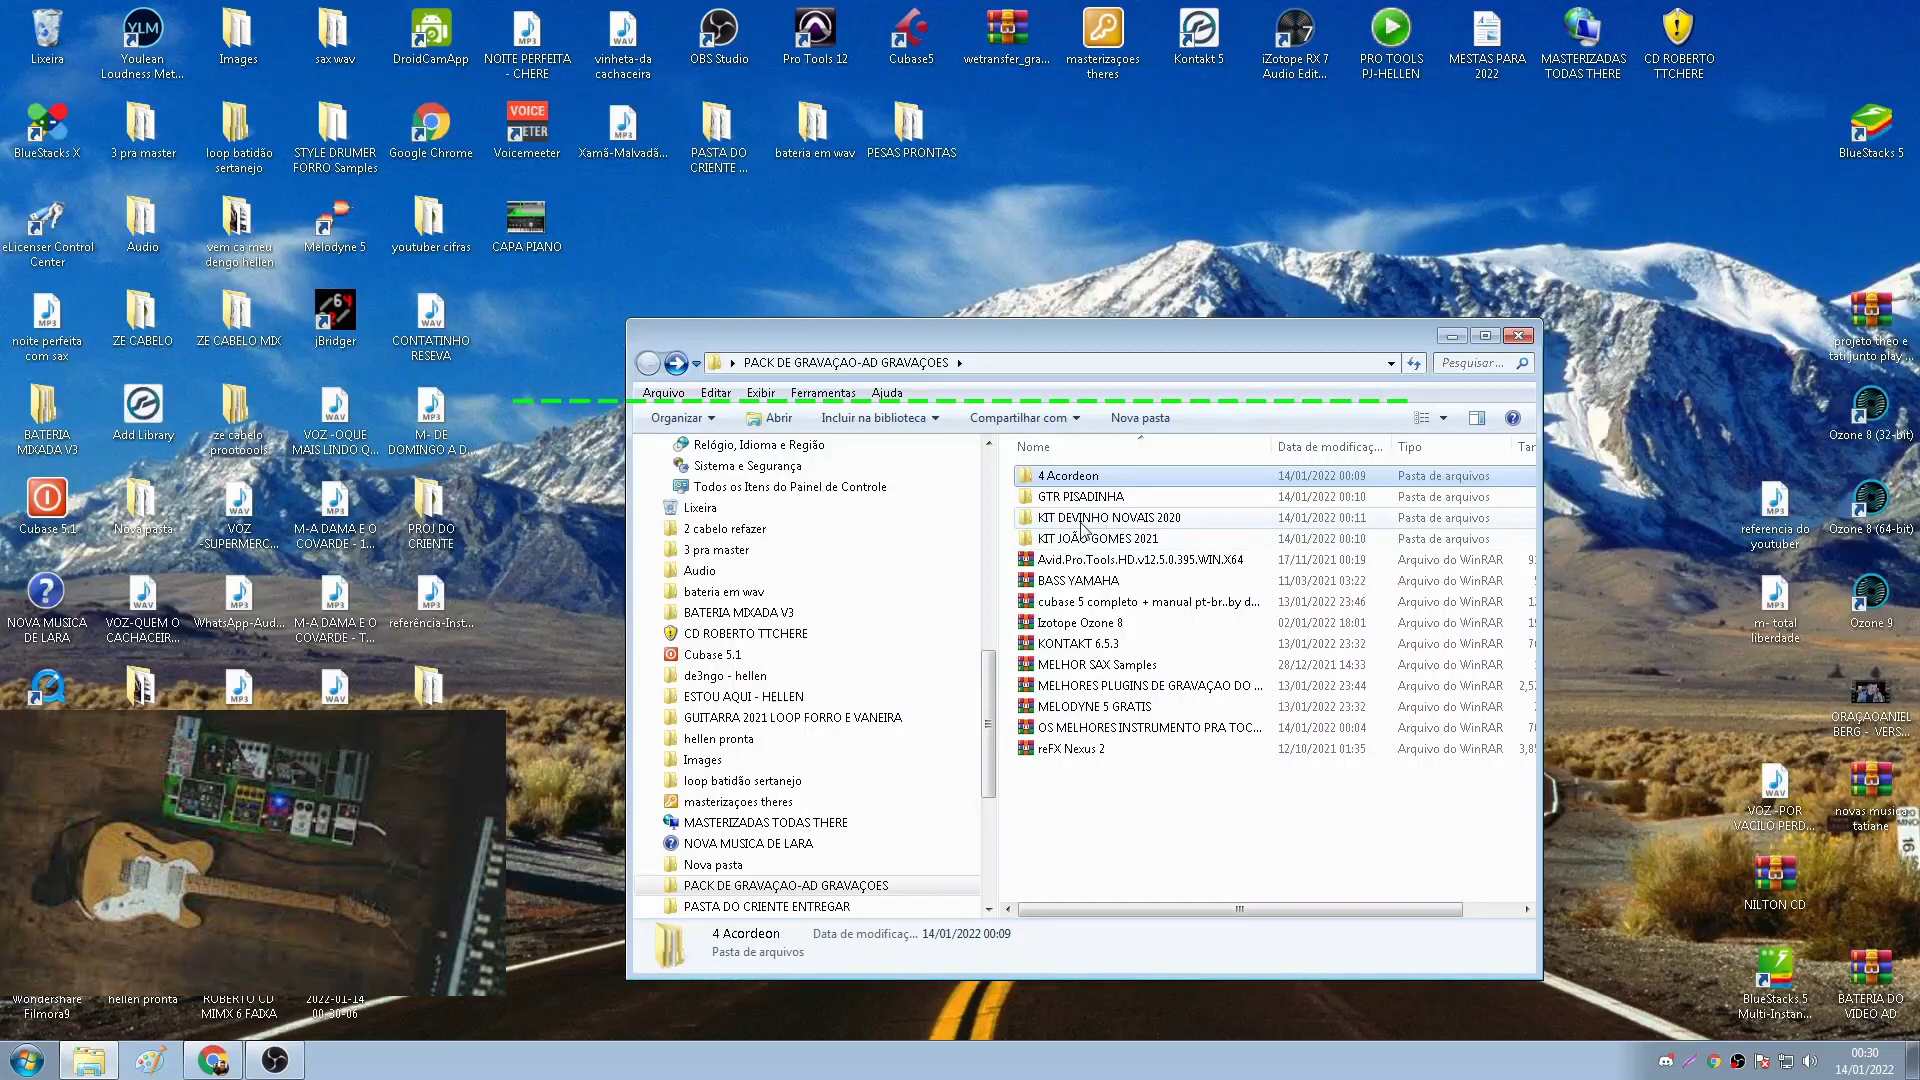 Lixeira
Youlean
Loudness Met...
Images
sax wav
DroidCamApp
NOITE PERFEITA
- CHERE
vinheta-da
cachaceira
OBS Studio
Pro Tools 12
Cubase5
wetransfer_gra...
masterizaçoes
theres
Kontakt 5
iZotope RX 7
Audio Edit...
PRO TOOLS
PJ-HELLEN
MESTAS PARA
2022
MASTERIZADAS
TODAS THERE
CD ROBERTO
TTCHERE
BlueStacks X
3 pra master
loop batidão
sertanejo
STYLE DRUMER
FORRO Samples
Google Chrome
Voicemeeter
Xamã-Malvadã...
PASTA DO
CRIENTE ...
bateria em wav
PESAS PRONTAS
BlueStacks 5
eLicenser Control
Center
Audio
vem ca meu
dengo hellen
Melodyne 5
youtuber cifras
CAPA PIANO
noite perfeita
com sax
ZE CABELO
ZE CABELO MIX
jBridger
CONTATINHO
RESEVA
projeto theo e
tati junto play ...
BATERIA
MIXADA V3
Add Library
ze cabelo
prootoools
VOZ -OQUE
MAIS LINDO Q...
M- DE
DOMINGO A D...
Ozone 8 (32-bit)
Cubase 5.1
Nova pasta
VOZ
-SUPERMERC...
M-A DAMA E O
COVARDE - 1...
PROJ DO
CRIENTE
referencia do
youtuber
Ozone 8 (64-bit)
NOVA MUSICA
DE LARA
VOZ-QUEM O
CACHACEIR...
WhatsApp-Aud...
M-A DAMA E O
COVARDE - T...
referência-Inst...
m- total
liberdade
Ozone 9
ORAÇAOANIEL
BERG - VERS...
VOZ -POR
VACILO PERD...
novas musica
tatiane
NILTON CD
BlueStacks 5
Multi-Instan...
BATERIA DO
VIDEO AD
Wondershare
Filmora9
hellen pronta
ROBERTO CD
MIMX 6 FAIXA
2022-01-14
00-30-06
PACK DE GRAVAÇAO-AD GRAVAÇOES
Pesquisar...
Arquivo Editar Exibir Ferramentas Ajuda
Organizar Abrir Incluir na biblioteca Compartilhar com Nova pasta
Relógio, Idioma e Região
Sistema e Segurança
Todos os Itens do Painel de Controle
Lixeira
2 cabelo refazer
3 pra master
Audio
bateria em wav
BATERIA MIXADA V3
CD ROBERTO TTCHERE
Cubase 5.1
de3ngo - hellen
ESTOU AQUI - HELLEN
GUITARRA 2021 LOOP FORRO E VANEIRA
hellen pronta
Images
loop batidão sertanejo
masterizaçoes theres
MASTERIZADAS TODAS THERE
NOVA MUSICA DE LARA
Nova pasta
PACK DE GRAVAÇAO-AD GRAVAÇOES
PASTA DO CRIENTE ENTREGAR
Nome Data de modificaç... Tipo Tar
4 Acordeon 14/01/2022 00:09 Pasta de arquivos
GTR PISADINHA 14/01/2022 00:10 Pasta de arquivos
KIT DEVINHO NOVAIS 2020 14/01/2022 00:11 Pasta de arquivos
KIT JOÃO GOMES 2021 14/01/2022 00:10 Pasta de arquivos
Avid.Pro.Tools.HD.v12.5.0.395.WIN.X64 17/11/2021 00:19 Arquivo do WinRAR
BASS YAMAHA 11/03/2021 03:22 Arquivo do WinRAR
cubase 5 completo + manual pt-br..by d... 13/01/2022 23:46 Arquivo do WinRAR
Izotope Ozone 8 02/01/2022 18:01 Arquivo do WinRAR
KONTAKT 6.5.3 13/01/2022 23:32 Arquivo do WinRAR
MELHOR SAX Samples 28/12/2021 14:33 Arquivo do WinRAR
MELHORES PLUGINS DE GRAVAÇAO DO ... 13/01/2022 23:44 Arquivo do WinRAR 2,5
MELODYNE 5 GRATIS 13/01/2022 23:32 Arquivo do WinRAR
OS MELHORES INSTRUMENTO PRA TOC... 14/01/2022 00:04 Arquivo do WinRAR
reFX Nexus 2 12/10/2021 01:35 Arquivo do WinRAR 3,8
4 Acordeon Data de modificaç... 14/01/2022 00:09
Pasta de arquivos
00:30
14/01/2022